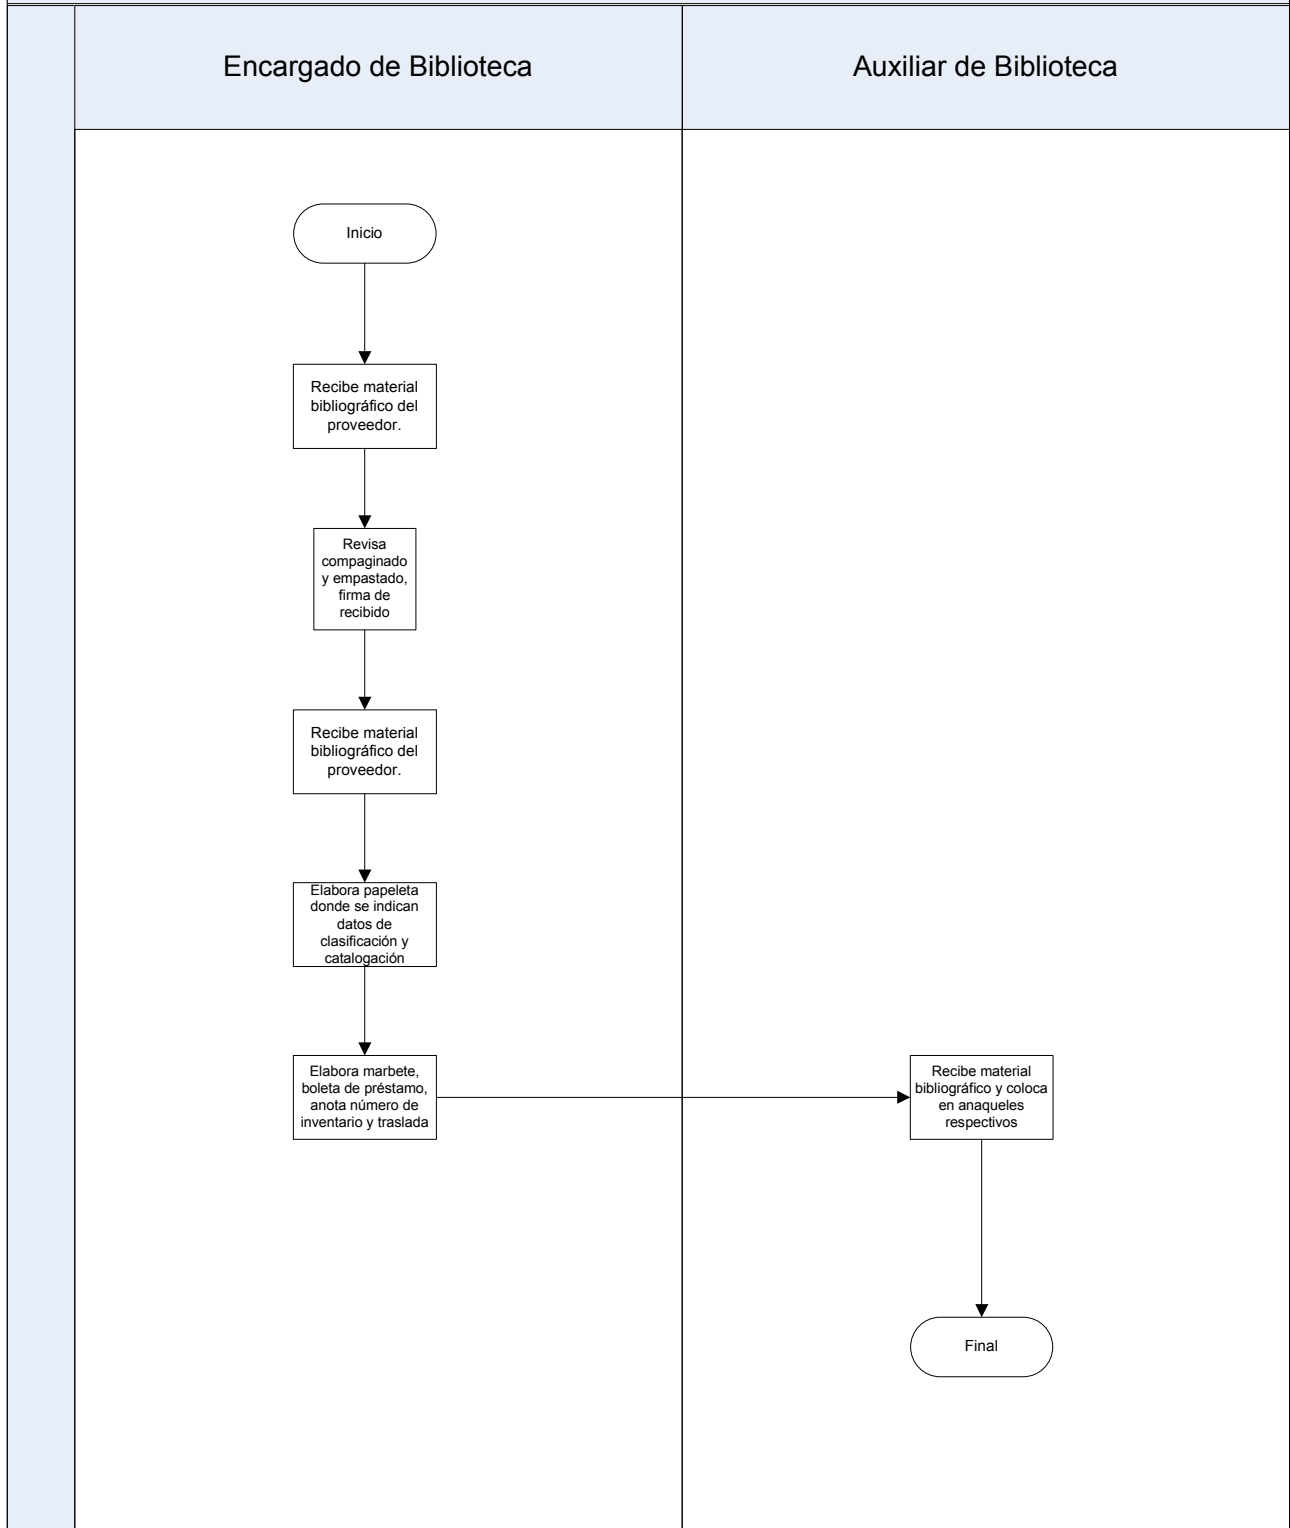 Encargado de Biblioteca
Auxiliar de Biblioteca
Inicio
Recibe material
bibliográfico del
proveedor.
Revisa
compaginado
y empastado,
firma de
recibido
Recibe material
bibliográfico del
proveedor.
Elabora papeleta
donde se indican
datos de
clasificación y
catalogación
Elabora marbete,
boleta de préstamo,
anota número de
inventario y traslada
Recibe material
bibliográfico y coloca
en anaqueles
respectivos
Final